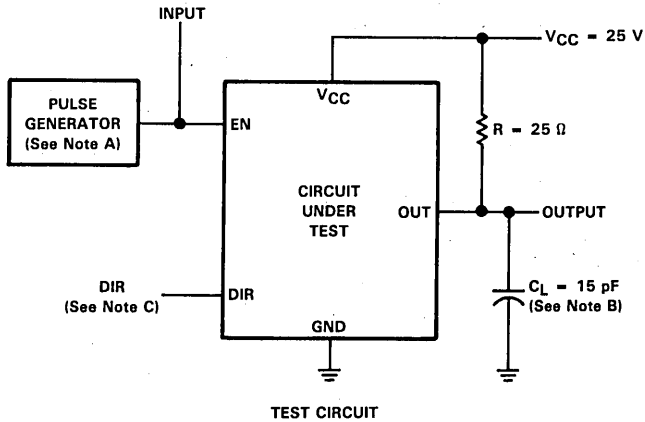 INPUT
VCC = 25 V
PULSE
GENERATOR
(See Note A)
VCC
EN
R = 25 Ω
CIRCUIT
UNDER
TEST
OUT
OUTPUT
DIR
(See Note C)
DIR
CL = 15 pF
(See Note B)
GND
TEST CIRCUIT